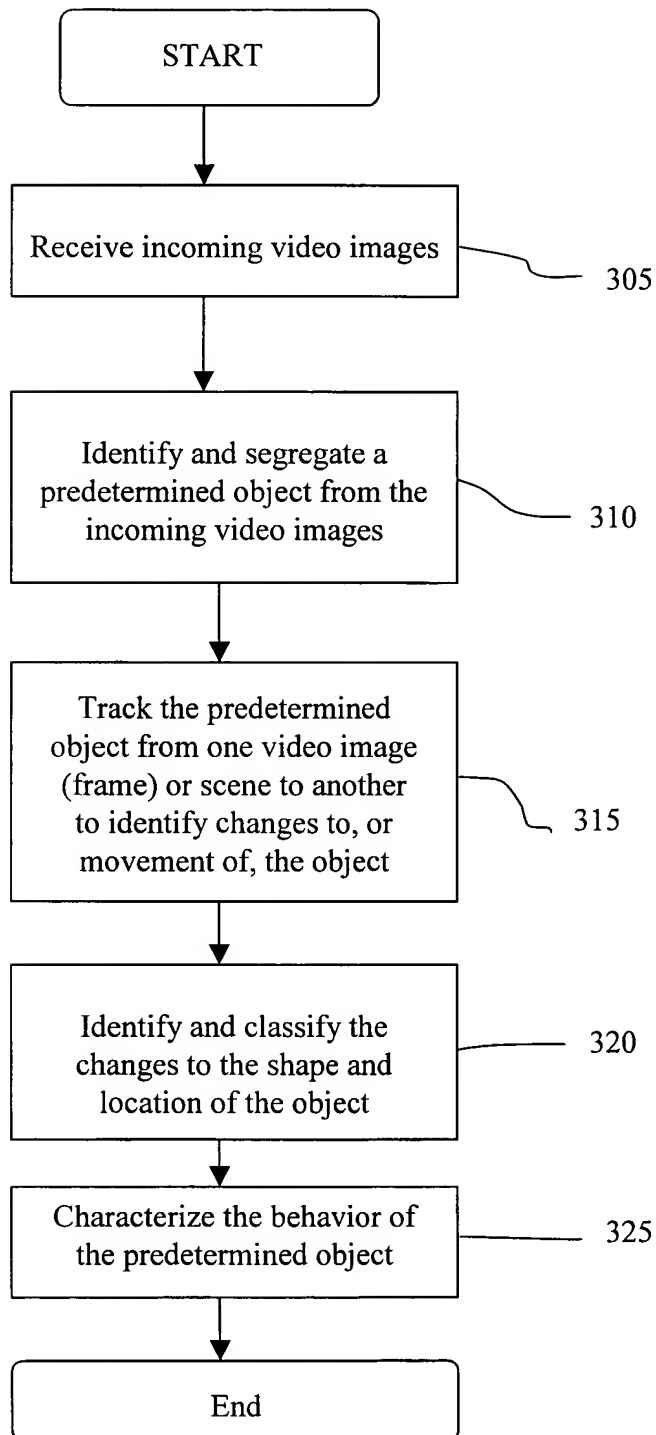 START
Receive incoming video images
305
Identify and segregate a
predetermined object from the
incoming video images
310
Track the predetermined
object from one video image
(frame) or scene to another
to identify changes to, or
movement of, the object
315
Identify and classify the
changes to the shape and
location of the object
320
Characterize the behavior of
the predetermined object
325
End